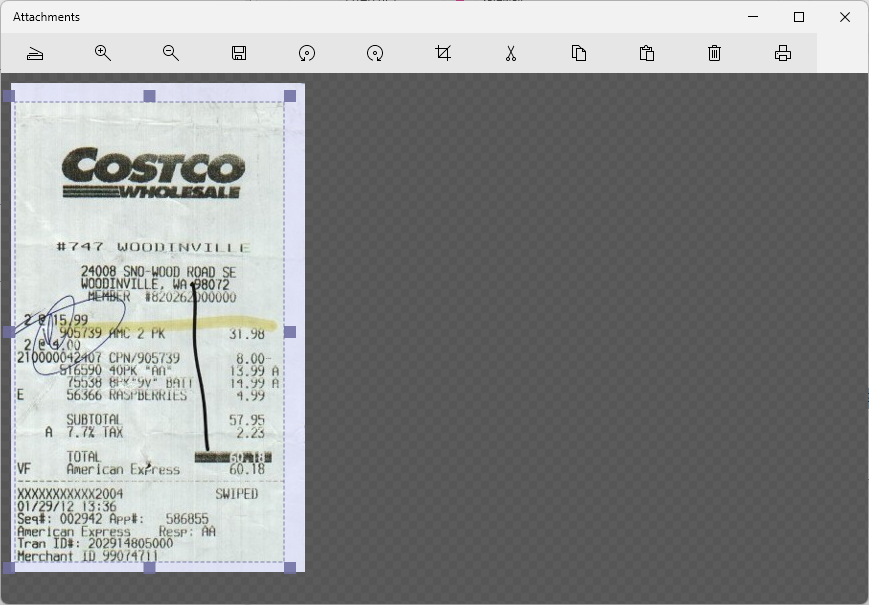 Attachments
COSTCO
WHOLESALE
#747 WOODINVILLE
24008 SNO-WOOD ROAD SE
WOODINVILLE, WA 98072
MEMBER #820262000000
2 @ 15.99
905739 AMC 2 PK 31.98
2 @ 4.00
210000042407 CPN/905739 8.00-
516590 40PK "AA" 13.99 A
75538 8PK"9V" BATT 14.99 A
E 56366 RASPBERRIES 4.99
SUBTOTAL 57.95
A 7.7% TAX 2.23
TOTAL 60.18
VF American Express 60.18
XXXXXXXXXXX2004 SWIPED
01/29/12 13:36
Seq#: 002942 App#: 586855
American Express Resp: AA
Tran ID#: 202914805000
Merchant ID 99074711